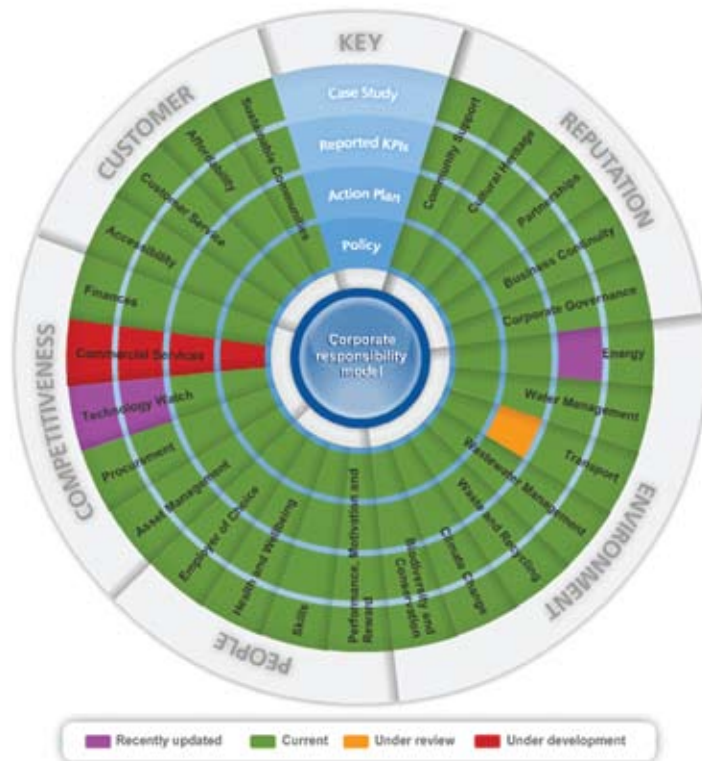 KEY
Case Study
Reported KPIs
Action Plan
Policy
Corporate
responsibility
model
REPUTATION
Community Support
Cultural Heritage
Partnerships
Business Continuity
Corporate Governance
ENVIRONMENT
Energy
Water Management
Transport
Wastewater Management
Waste and Recycling
Climate Change
Biodiversity and
Conservation
PEOPLE
Performance, Motivation and
Reward
Skills
Health and Wellbeing
Employer of Choice
COMPETITIVENESS
Asset Management
Procurement
Technology Watch
Commercial Services
Finances
CUSTOMER
Accessibility
Customer Service
Affordability
Sustainable Communities
Recently updated
Current
Under review
Under development